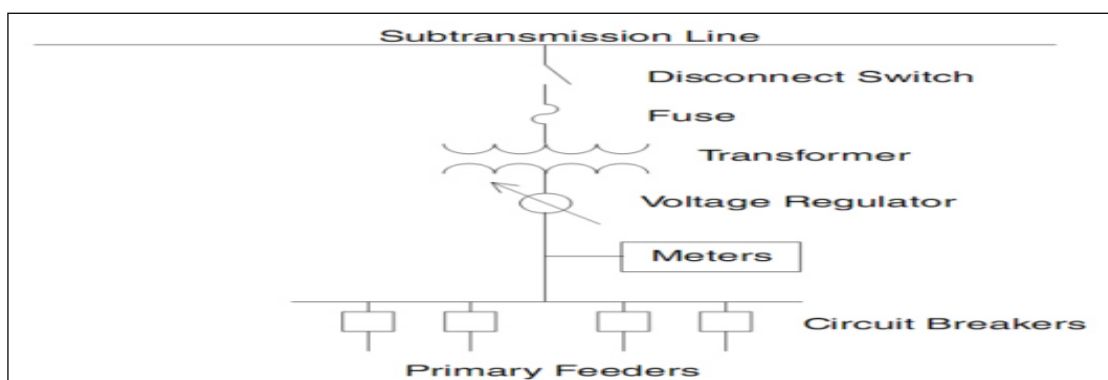 Subtransmission Line
Disconnect Switch
Fuse
Transformer
Voltage Regulator
Meters
Circuit Breakers
Primary Feeders